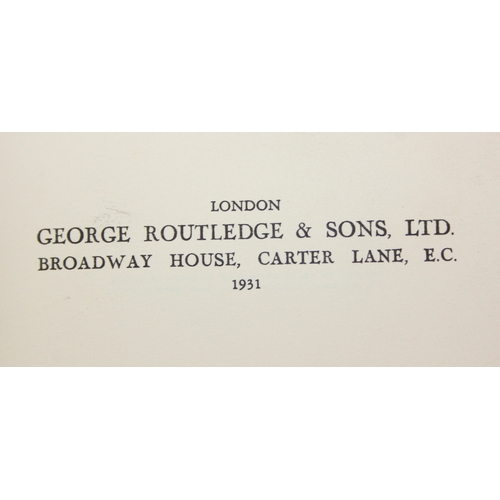 LONDON
GEORGE ROUTLEDGE & SONS, LTD.
BROADWAY HOUSE, CARTER LANE, E.C.
1931